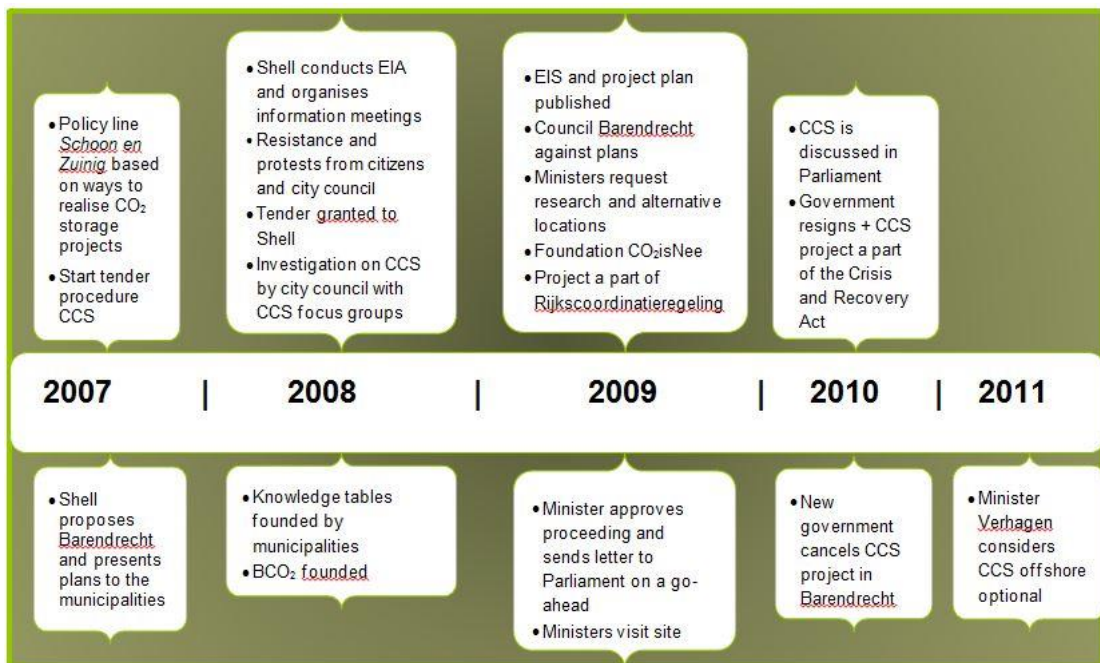 • Policy line
Schoon en
Zuinig based
on ways to
realise CO₂
storage
projects
• Start tender
procedure
CCS
• Shell conducts EIA
and organises
information meetings
• Resistance and
protests from citizens
and city council
• Tender granted to
Shell
• Investigation on CCS
by city council with
CCS focus groups
• EIS and project plan
published
• Council Barendrecht
against plans
• Ministers request
research and alternative
locations
• Foundation CO₂isNee
• Project a part of
Rijkscoordinatieregeling
• CCS is
discussed in
Parliament
• Government
resigns + CCS
project a part
of the Crisis
and Recovery
Act
2007 | 2008 | 2009 | 2010 | 2011
• Shell
proposes
Barendrecht
and presents
plans to the
municipalities
• Knowledge tables
founded by
municipalities
• BCO₂ founded
• Minister approves
proceeding and
sends letter to
Parliament on a go-
ahead
• Ministers visit site
• New
government
cancels CCS
project in
Barendrecht
• Minister
Verhagen
considers
CCS offshore
optional